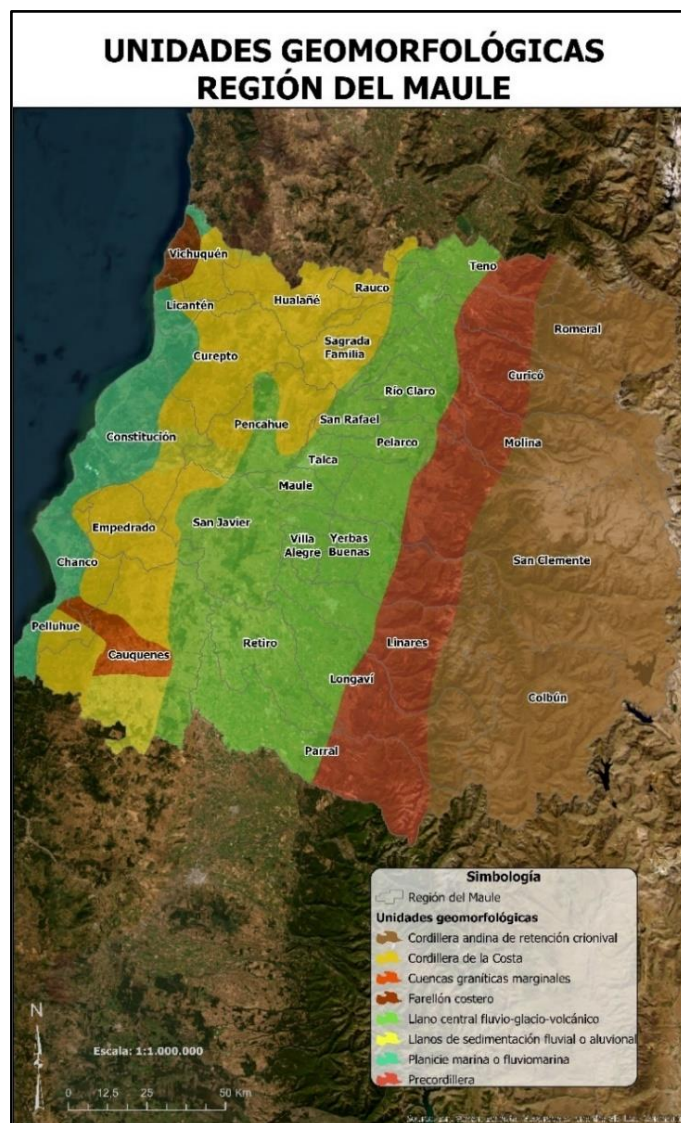 UNIDADES GEOMORFOLÓGICAS
REGIÓN DEL MAULE
Vichuquén
Teno
Licantén
Hualañé
Rauco
Romeral
Curepto
Sagrada
Familia
Curicó
Río Claro
Pencahue
San Rafael
Constitución
Pelarco
Molina
Talca
Maule
Empedrado
San Javier
Villa
Alegre
Yerbas
Buenas
Chanco
San Clemente
Pelluhue
Cauquenes
Retiro
Linares
Longaví
Colbún
Parral
Simbología
Región del Maule
Unidades geomorfológicas
Cordillera andina de retención crionival
Cordillera de la Costa
Cuencas graníticas marginales
Farellón costero
Llano central fluvio-glacio-volcánico
Llanos de sedimentación fluvial o aluvional
Planicie marina o fluviomarina
Precordillera
N
Escala: 1:1.000.000
0 12,5 25 50 Km